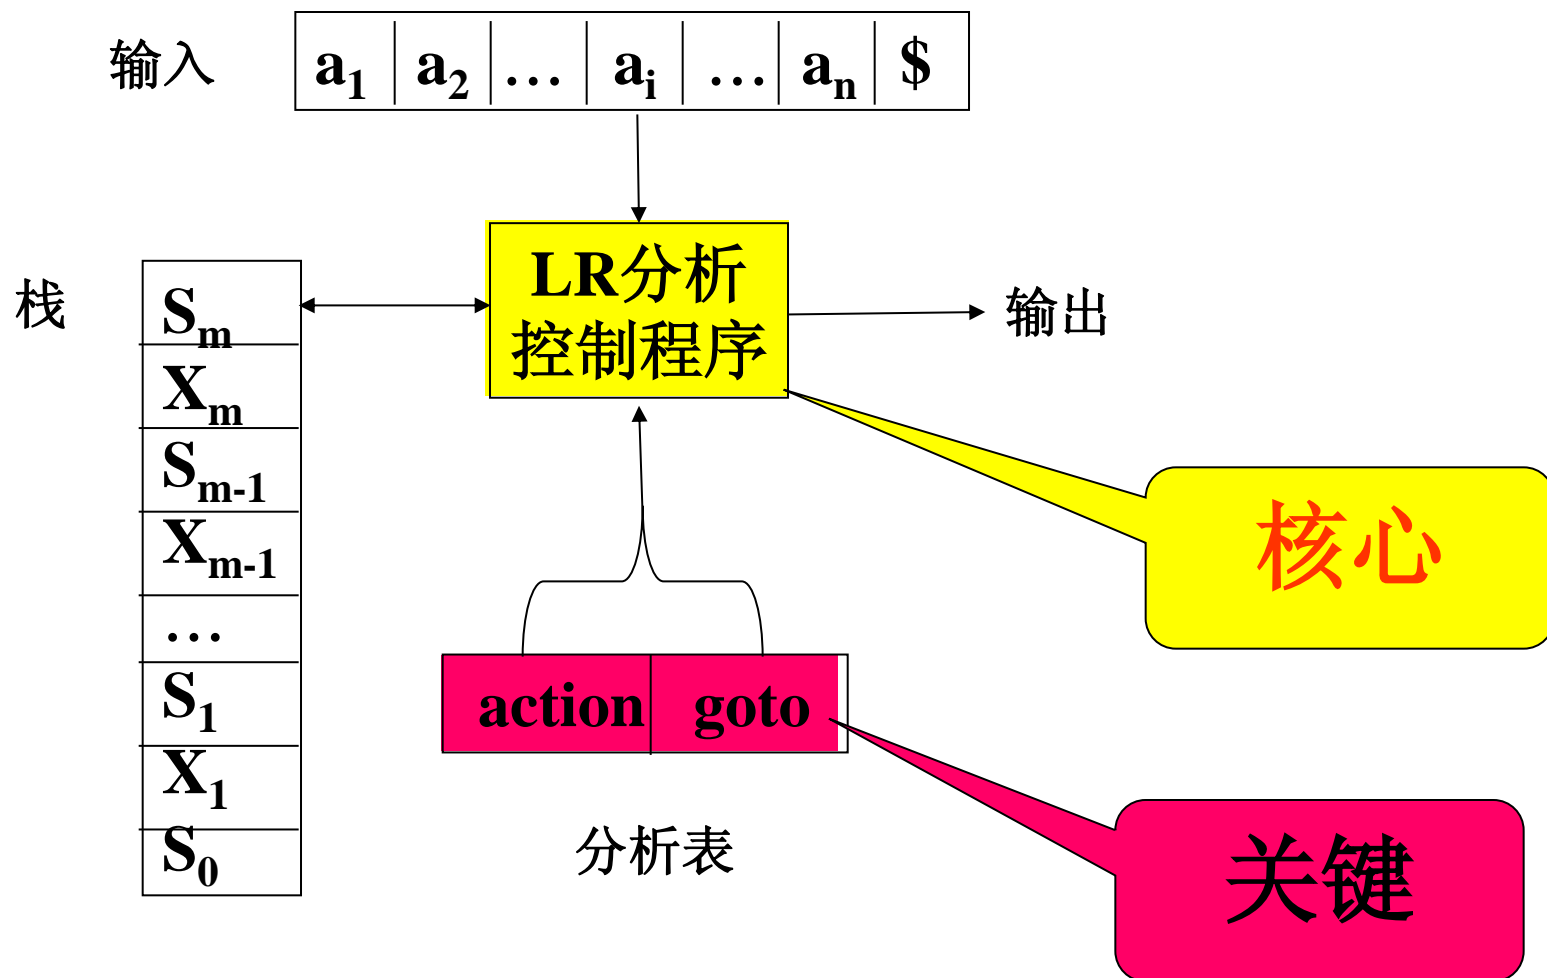 输入 a₁ a₂ … aᵢ … aₙ $
栈
LR分析
控制程序
输出
Sₘ
Xₘ
Sₘ₋₁
Xₘ₋₁
…
S₁
X₁
S₀
核心
action goto
分析表
关键